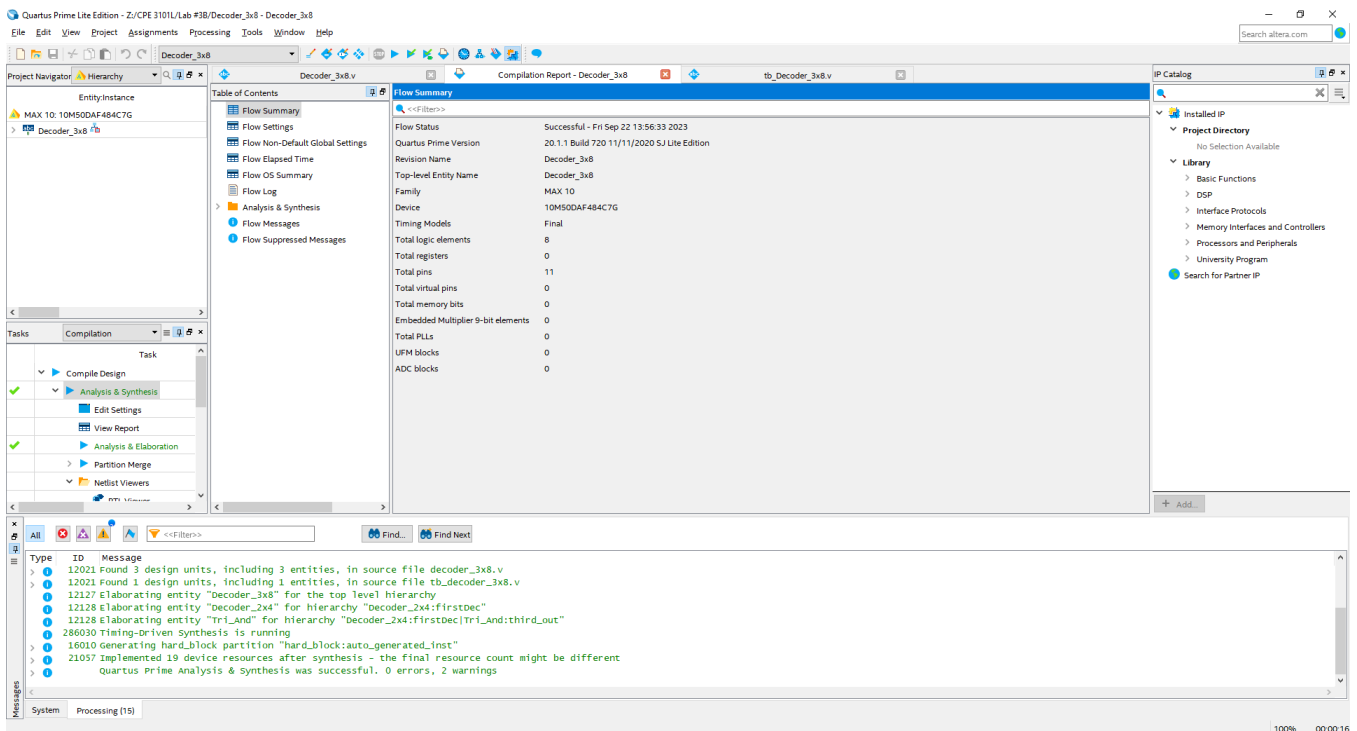 Quartus Prime Lite Edition - Z:/CPE 3101L/Lab #3B/Decoder_3x8 - Decoder_3x8
File Edit View Project Assignments Processing Tools Window Help
Search altera.com
Decoder_3x8
Project Navigator Hierarchy
Decoder_3x8.v
Compilation Report - Decoder_3x8
tb_Decoder_3x8.v
IP Catalog
Entity:Instance
MAX 10: 10M50DAF484C7G
Decoder_3x8
Table of Contents
Flow Summary
Flow Settings
Flow Non-Default Global Settings
Flow Elapsed Time
Flow OS Summary
Flow Log
Analysis & Synthesis
Flow Messages
Flow Suppressed Messages
Flow Summary
<<Filter>>
Flow Status Successful - Fri Sep 22 13:56:33 2023
Quartus Prime Version 20.1.1 Build 720 11/11/2020 SJ Lite Edition
Revision Name Decoder_3x8
Top-level Entity Name Decoder_3x8
Family MAX 10
Device 10M50DAF484C7G
Timing Models Final
Total logic elements 8
Total registers 0
Total pins 11
Total virtual pins 0
Total memory bits 0
Embedded Multiplier 9-bit elements 0
Total PLLs 0
UFM blocks 0
ADC blocks 0
Installed IP
Project Directory
No Selection Available
Library
Basic Functions
DSP
Interface Protocols
Memory Interfaces and Controllers
Processors and Peripherals
University Program
Search for Partner IP
+ Add...
Tasks Compilation
Task
Compile Design
Analysis & Synthesis
Edit Settings
View Report
Analysis & Elaboration
Partition Merge
Netlist Viewers
RTL Viewer
All <<Filter>> Find... Find Next
Type ID Message
12021 Found 3 design units, including 3 entities, in source file decoder_3x8.v
12021 Found 1 design units, including 1 entities, in source file tb_decoder_3x8.v
12127 Elaborating entity "Decoder_3x8" for the top level hierarchy
12128 Elaborating entity "Decoder_2x4" for hierarchy "Decoder_2x4:firstDec"
12128 Elaborating entity "Tri_And" for hierarchy "Decoder_2x4:firstDec|Tri_And:third_out"
286030 Timing-Driven Synthesis is running
16010 Generating hard_block partition "hard_block:auto_generated_inst"
21057 Implemented 19 device resources after synthesis - the final resource count might be different
Quartus Prime Analysis & Synthesis was successful. 0 errors, 2 warnings
Messages
System Processing (15)
100% 00:00:16